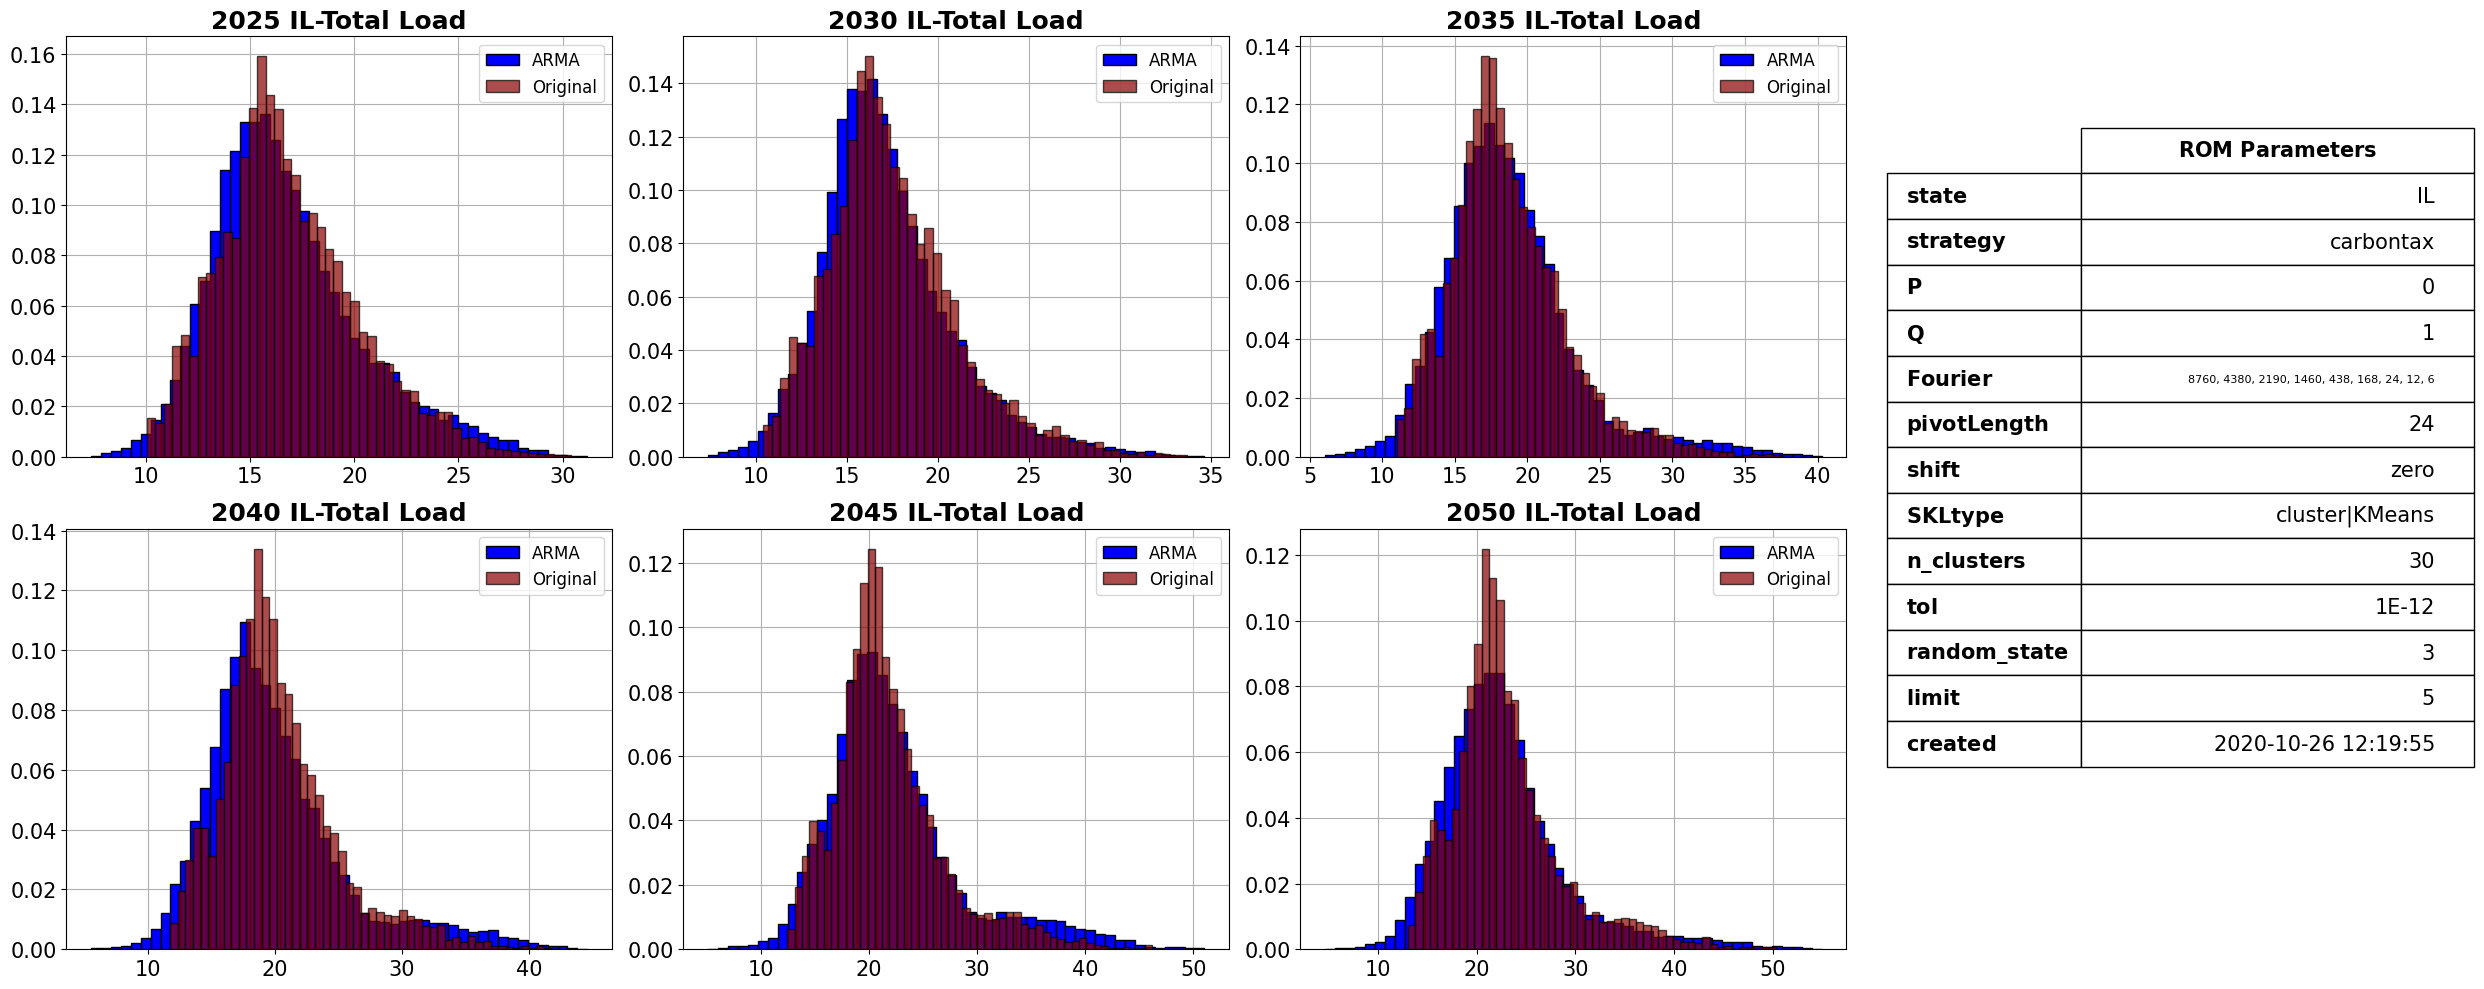 2025 IL-Total Load
0.16
0.14
0.12
0.10
0.08
0.06
0.04
0.02
0.00
10 15 20 25 30
ARMA
Original
2030 IL-Total Load
0.14
0.12
0.10
0.08
0.06
0.04
0.02
0.00
10 15 20 25 30 35
ARMA
Original
2035 IL-Total Load
0.14
0.12
0.10
0.08
0.06
0.04
0.02
0.00
5 10 15 20 25 30 35 40
ARMA
Original
2040 IL-Total Load
0.14
0.12
0.10
0.08
0.06
0.04
0.02
0.00
10 20 30 40
ARMA
Original
2045 IL-Total Load
0.12
0.10
0.08
0.06
0.04
0.02
0.00
10 20 30 40 50
ARMA
Original
2050 IL-Total Load
0.12
0.10
0.08
0.06
0.04
0.02
0.00
10 20 30 40 50
ARMA
Original
ROM Parameters
state IL
strategy carbontax
P 0
Q 1
Fourier 8760, 4380, 2190, 1460, 438, 168, 24, 12, 6
pivotLength 24
shift zero
SKLtype cluster|KMeans
n_clusters 30
tol 1E-12
random_state 3
limit 5
created 2020-10-26 12:19:55